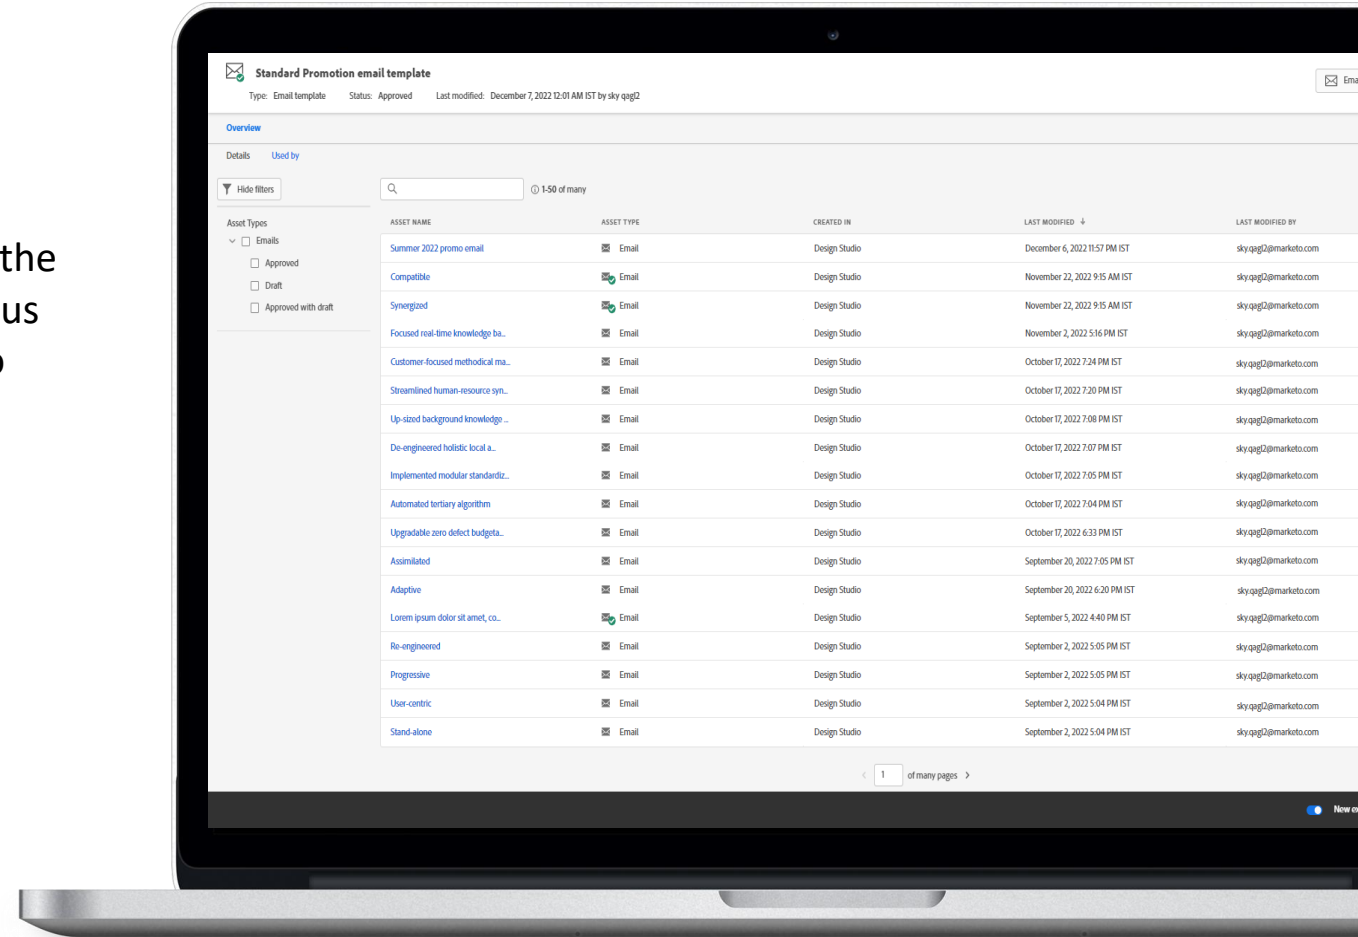 the
us
Standard Promotion email template
Type: Email template Status: Approved Last modified: December 7, 2022 12:01 AM IST by sky qagl2
Overview
Details Used by
Hide filters
1-50 of many
Asset Types
Emails
Approved
Draft
Approved with draft
ASSET NAME ASSET TYPE CREATED IN LAST MODIFIED ↓ LAST MODIFIED BY
Summer 2022 promo email Email Design Studio December 6, 2022 11:57 PM IST sky.qagl2@marketo.com
Compatible Email Design Studio November 22, 2022 9:15 AM IST sky.qagl2@marketo.com
Synergized Email Design Studio November 22, 2022 9:15 AM IST sky.qagl2@marketo.com
Focused real-time knowledge ba... Email Design Studio November 2, 2022 5:16 PM IST sky.qagl2@marketo.com
Customer-focused methodical ma... Email Design Studio October 17, 2022 7:24 PM IST sky.qagl2@marketo.com
Streamlined human-resource syn... Email Design Studio October 17, 2022 7:20 PM IST sky.qagl2@marketo.com
Up-sized background knowledge ... Email Design Studio October 17, 2022 7:08 PM IST sky.qagl2@marketo.com
De-engineered holistic local a... Email Design Studio October 17, 2022 7:07 PM IST sky.qagl2@marketo.com
Implemented modular standardiz... Email Design Studio October 17, 2022 7:05 PM IST sky.qagl2@marketo.com
Automated tertiary algorithm Email Design Studio October 17, 2022 7:04 PM IST sky.qagl2@marketo.com
Upgradable zero defect budgeta... Email Design Studio October 17, 2022 6:33 PM IST sky.qagl2@marketo.com
Assimilated Email Design Studio September 20, 2022 7:05 PM IST sky.qagl2@marketo.com
Adaptive Email Design Studio September 20, 2022 6:20 PM IST sky.qagl2@marketo.com
Lorem ipsum dolor sit amet, co... Email Design Studio September 5, 2022 4:40 PM IST sky.qagl2@marketo.com
Re-engineered Email Design Studio September 2, 2022 5:05 PM IST sky.qagl2@marketo.com
Progressive Email Design Studio September 2, 2022 5:05 PM IST sky.qagl2@marketo.com
User-centric Email Design Studio September 2, 2022 5:04 PM IST sky.qagl2@marketo.com
Stand-alone Email Design Studio September 2, 2022 5:04 PM IST sky.qagl2@marketo.com
1 of many pages
New